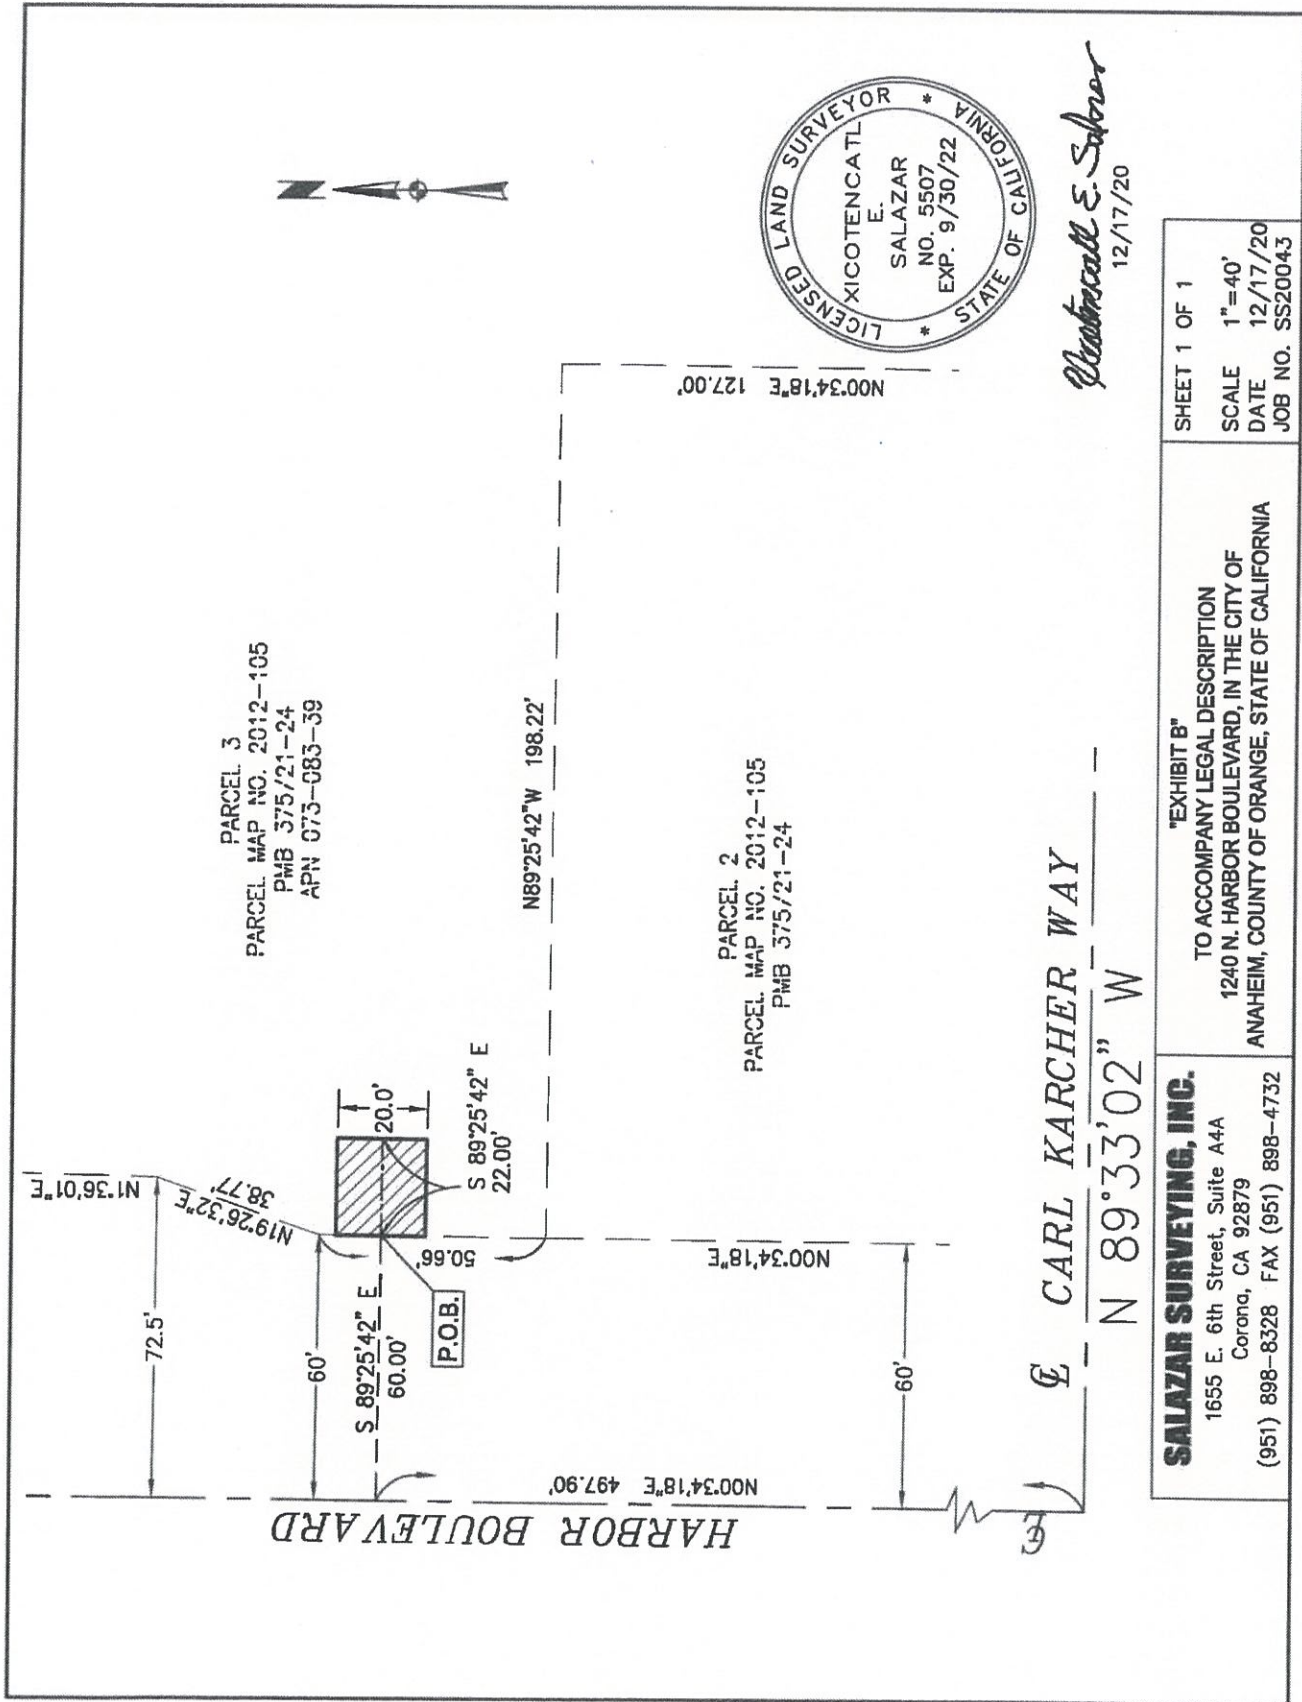 N
PARCEL 3
PARCEL MAP NO. 2012-105
PMB 375/21-24
APN 073-083-39
N1°36'01"E
N19°26'32"E
38.77'
72.5'
60'
20.0'
S 89°25'42" E
60.00'
P.O.B.
50.66'
S 89°25'42" E
22.00'
N89°25'42"W 198.22'
N00°34'18"E 127.00'
PARCEL 2
PARCEL MAP NO. 2012-105
PMB 375/21-24
N00°34'18"E
60'
N00°34'18"E 497.90'
HARBOR BOULEVARD
℄
℄ CARL KARCHER WAY
N 89°33'02" W
LICENSED LAND SURVEYOR
XICOTENCATL
E.
SALAZAR
NO. 5507
EXP. 9/30/22
* STATE OF CALIFORNIA *
12/17/20
SALAZAR SURVEYING, INC.
1655 E. 6th Street, Suite A4A
Corona, CA 92879
(951) 898-8328 FAX (951) 898-4732
"EXHIBIT B"
TO ACCOMPANY LEGAL DESCRIPTION
1240 N. HARBOR BOULEVARD, IN THE CITY OF
ANAHEIM, COUNTY OF ORANGE, STATE OF CALIFORNIA
SHEET 1 OF 1
SCALE 1"=40'
DATE 12/17/20
JOB NO. SS20043